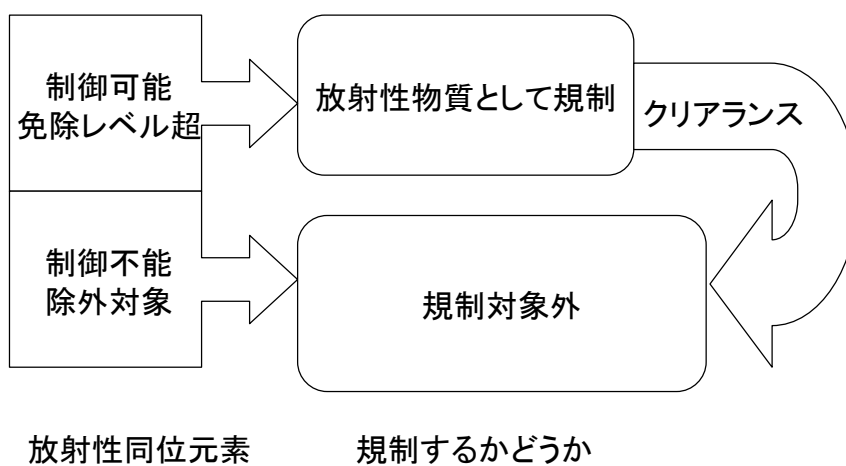 制御可能
免除レベル超
放射性物質として規制
クリアランス
制御不能
除外対象
規制対象外
放射性同位元素
規制するかどうか